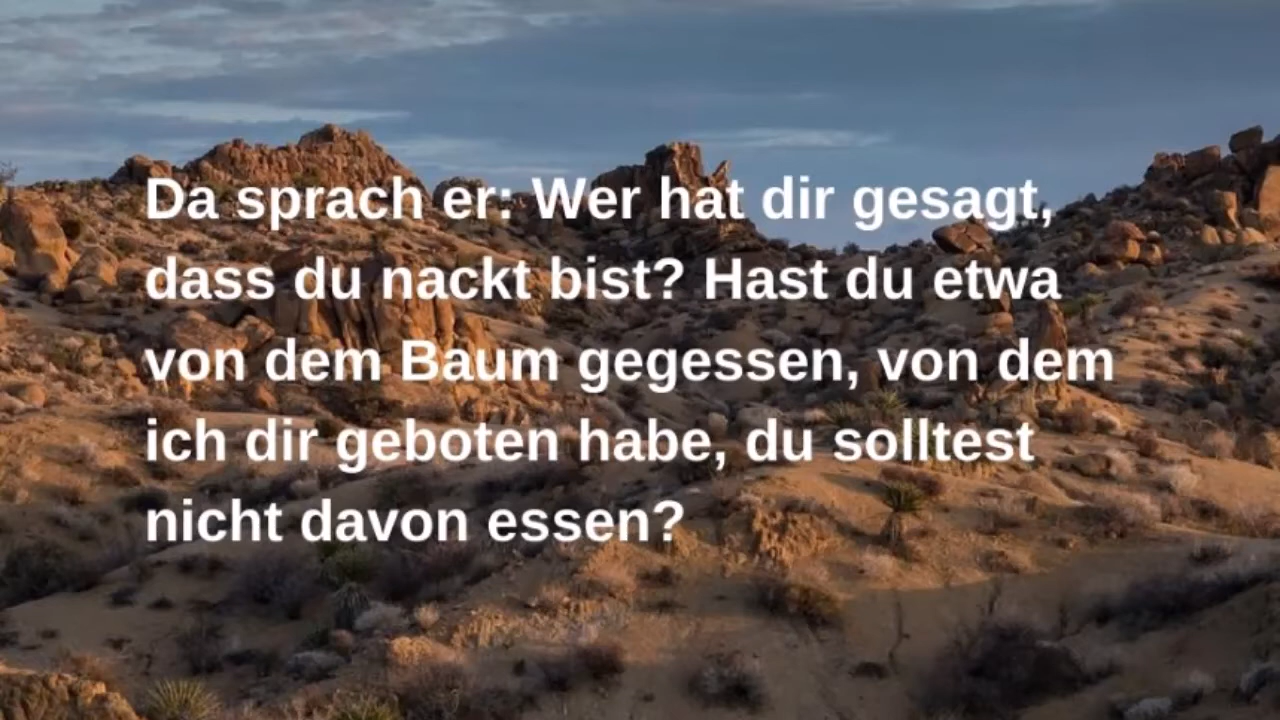 Da sprach er: Wer hat dir gesagt,
dass du nackt bist? Hast du etwa
von dem Baum gegessen, von dem
ich dir geboten habe, du solltest
nicht davon essen?